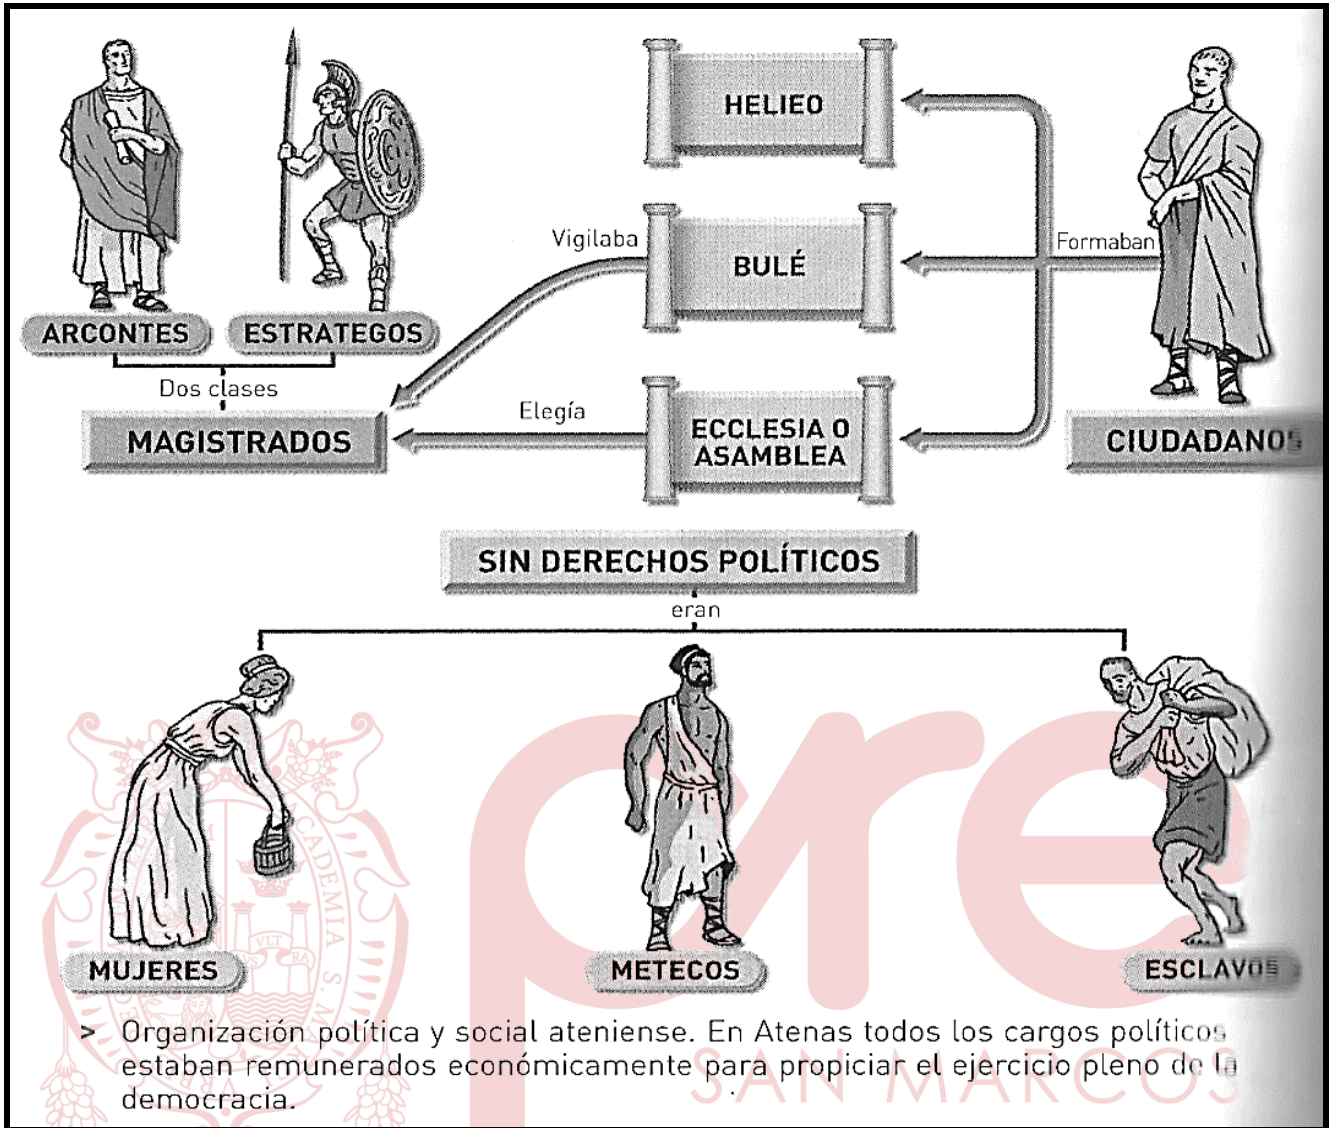 HELIEO
Vigilaba
BULÉ
Formaban
ARCONTES
ESTRATEGOS
Dos clases
Elegía
MAGISTRADOS
ECCLESIA O
ASAMBLEA
CIUDADANOS
SIN DERECHOS POLÍTICOS
eran
MUJERES
METECOS
ESCLAVOS
> Organización política y social ateniense. En Atenas todos los cargos políticos
estaban remunerados económicamente para propiciar el ejercicio pleno de la
democracia.
pre
SAN MARCOS